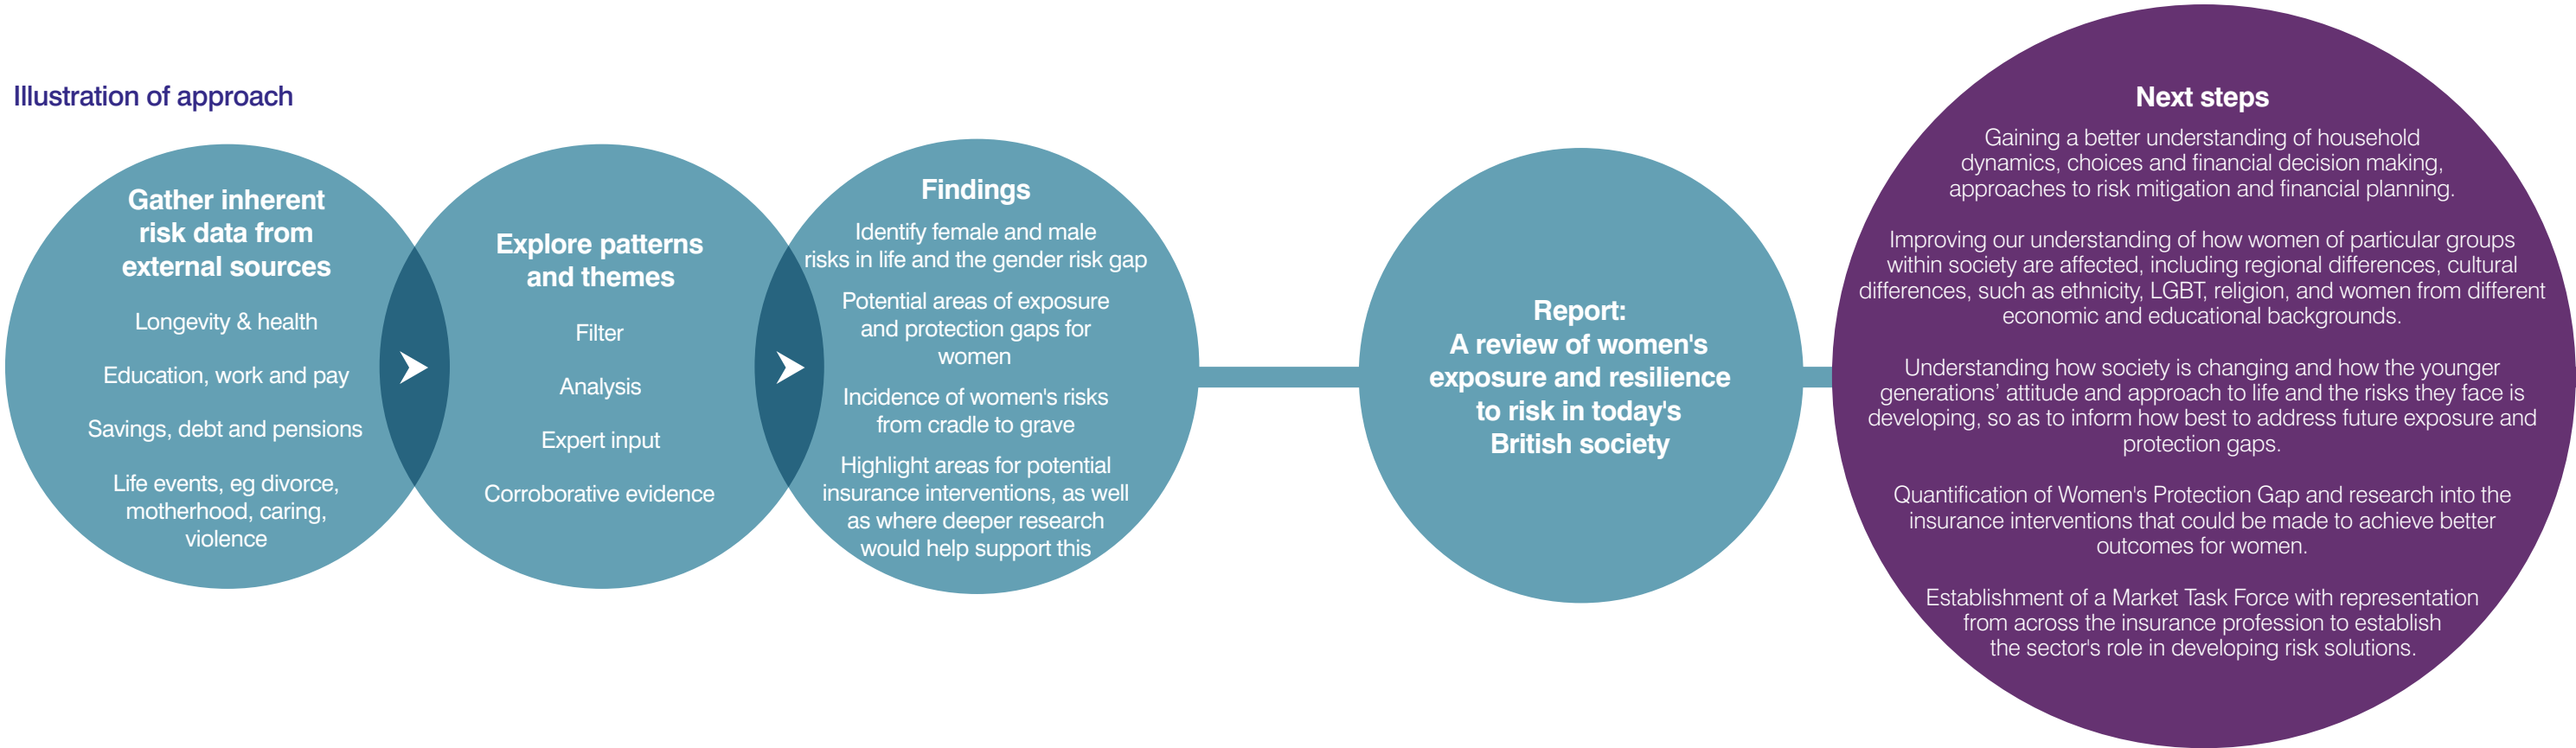 Illustration of approach
Gather inherent
risk data from
external sources
Longevity & health
Education, work and pay
Savings, debt and pensions
Life events, eg divorce,
motherhood, caring,
violence
Explore patterns
and themes
Filter
Analysis
Expert input
Corroborative evidence
Findings
Identify female and male
risks in life and the gender risk gap
Potential areas of exposure
and protection gaps for
women
Incidence of women's risks
from cradle to grave
Highlight areas for potential
insurance interventions, as well
as where deeper research
would help support this
Report:
A review of women's
exposure and resilience
to risk in today's
British society
Next steps
Gaining a better understanding of household
dynamics, choices and financial decision making,
approaches to risk mitigation and financial planning.
Improving our understanding of how women of particular groups
within society are affected, including regional differences, cultural
differences, such as ethnicity, LGBT, religion, and women from different
economic and educational backgrounds.
Understanding how society is changing and how the younger
generations’ attitude and approach to life and the risks they face is
developing, so as to inform how best to address future exposure and
protection gaps.
Quantification of Women's Protection Gap and research into the
insurance interventions that could be made to achieve better
outcomes for women.
Establishment of a Market Task Force with representation
from across the insurance profession to establish
the sector's role in developing risk solutions.